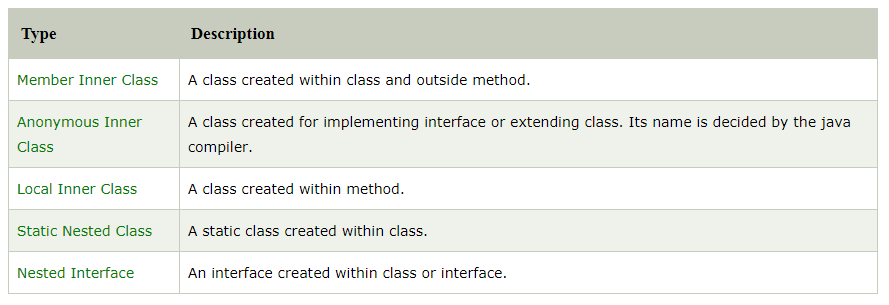 Type Description
Member Inner Class A class created within class and outside method.
Anonymous Inner A class created for implementing interface or extending class. Its name is decided by the java
Class compiler.
Local Inner Class A class created within method.
Static Nested Class A static class created within class.
Nested Interface An interface created within class or interface.